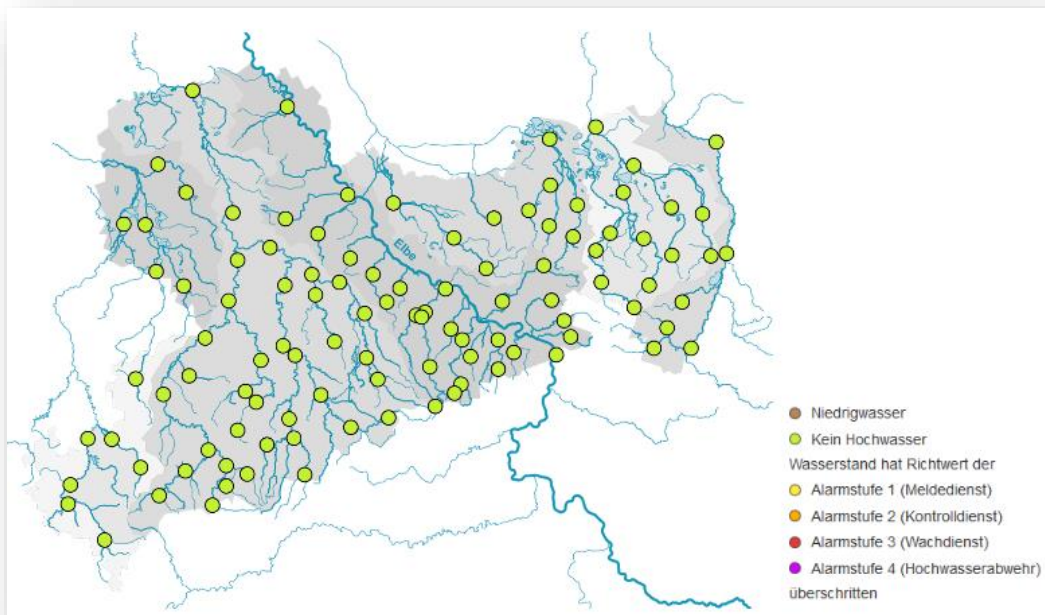 Elbe
Niedrigwasser
Kein Hochwasser
Wasserstand hat Richtwert der
Alarmstufe 1 (Meldedienst)
Alarmstufe 2 (Kontrolldienst)
Alarmstufe 3 (Wachdienst)
Alarmstufe 4 (Hochwasserabwehr)
überschritten